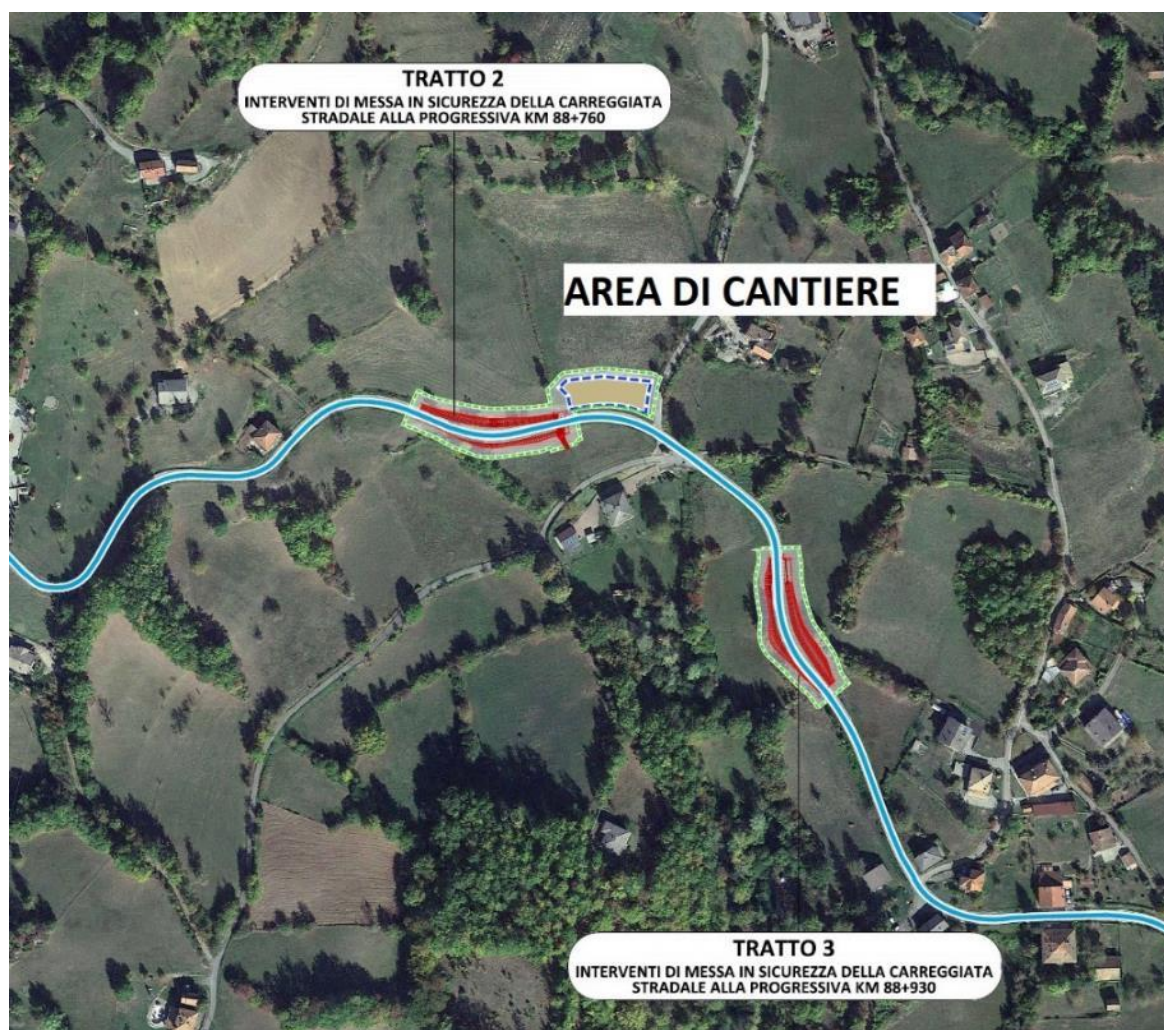 TRATTO 2
INTERVENTI DI MESSA IN SICUREZZA DELLA CARREGGIATA
STRADALE ALLA PROGRESSIVA KM 88+760
AREA DI CANTIERE
TRATTO 3
INTERVENTI DI MESSA IN SICUREZZA DELLA CARREGGIATA
STRADALE ALLA PROGRESSIVA KM 88+930